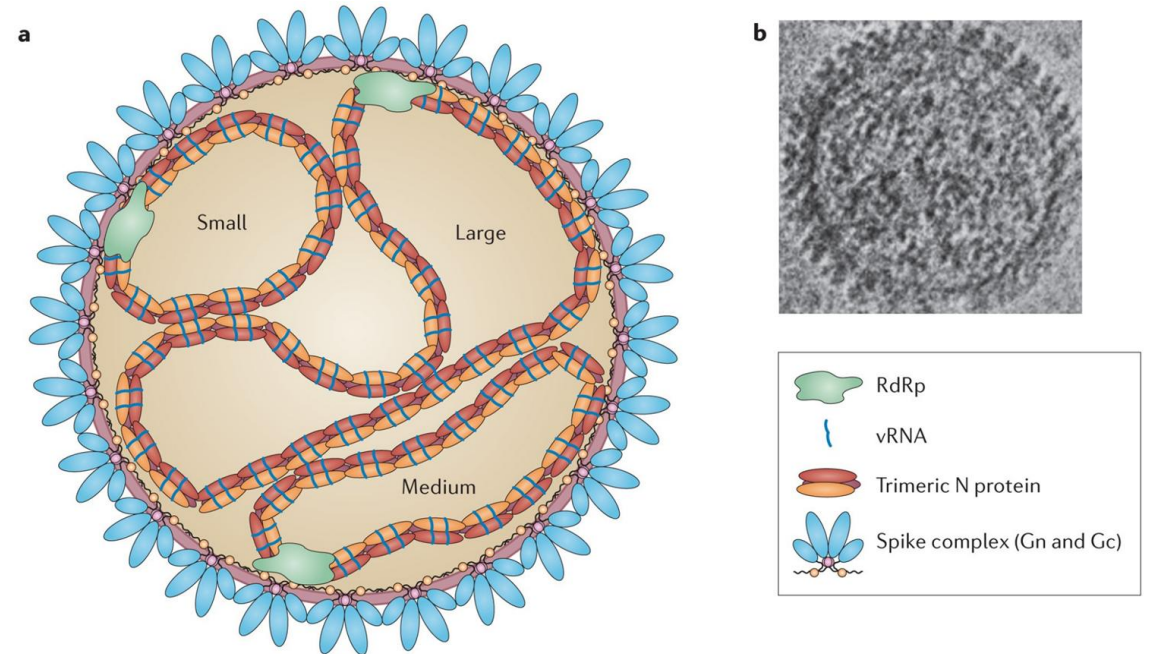 a
b
Small
Large
Medium
RdRp
vRNA
Trimeric N protein
Spike complex (Gn and Gc)